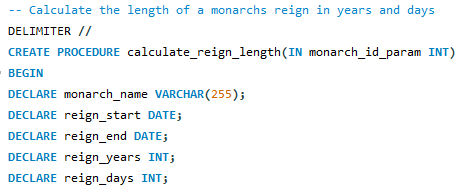 -- Calculate the length of a monarchs reign in years and days
DELIMITER //
CREATE PROCEDURE calculate_reign_length(IN monarch_id_param INT)
BEGIN
DECLARE monarch_name VARCHAR(255);
DECLARE reign_start DATE;
DECLARE reign_end DATE;
DECLARE reign_years INT;
DECLARE reign_days INT;